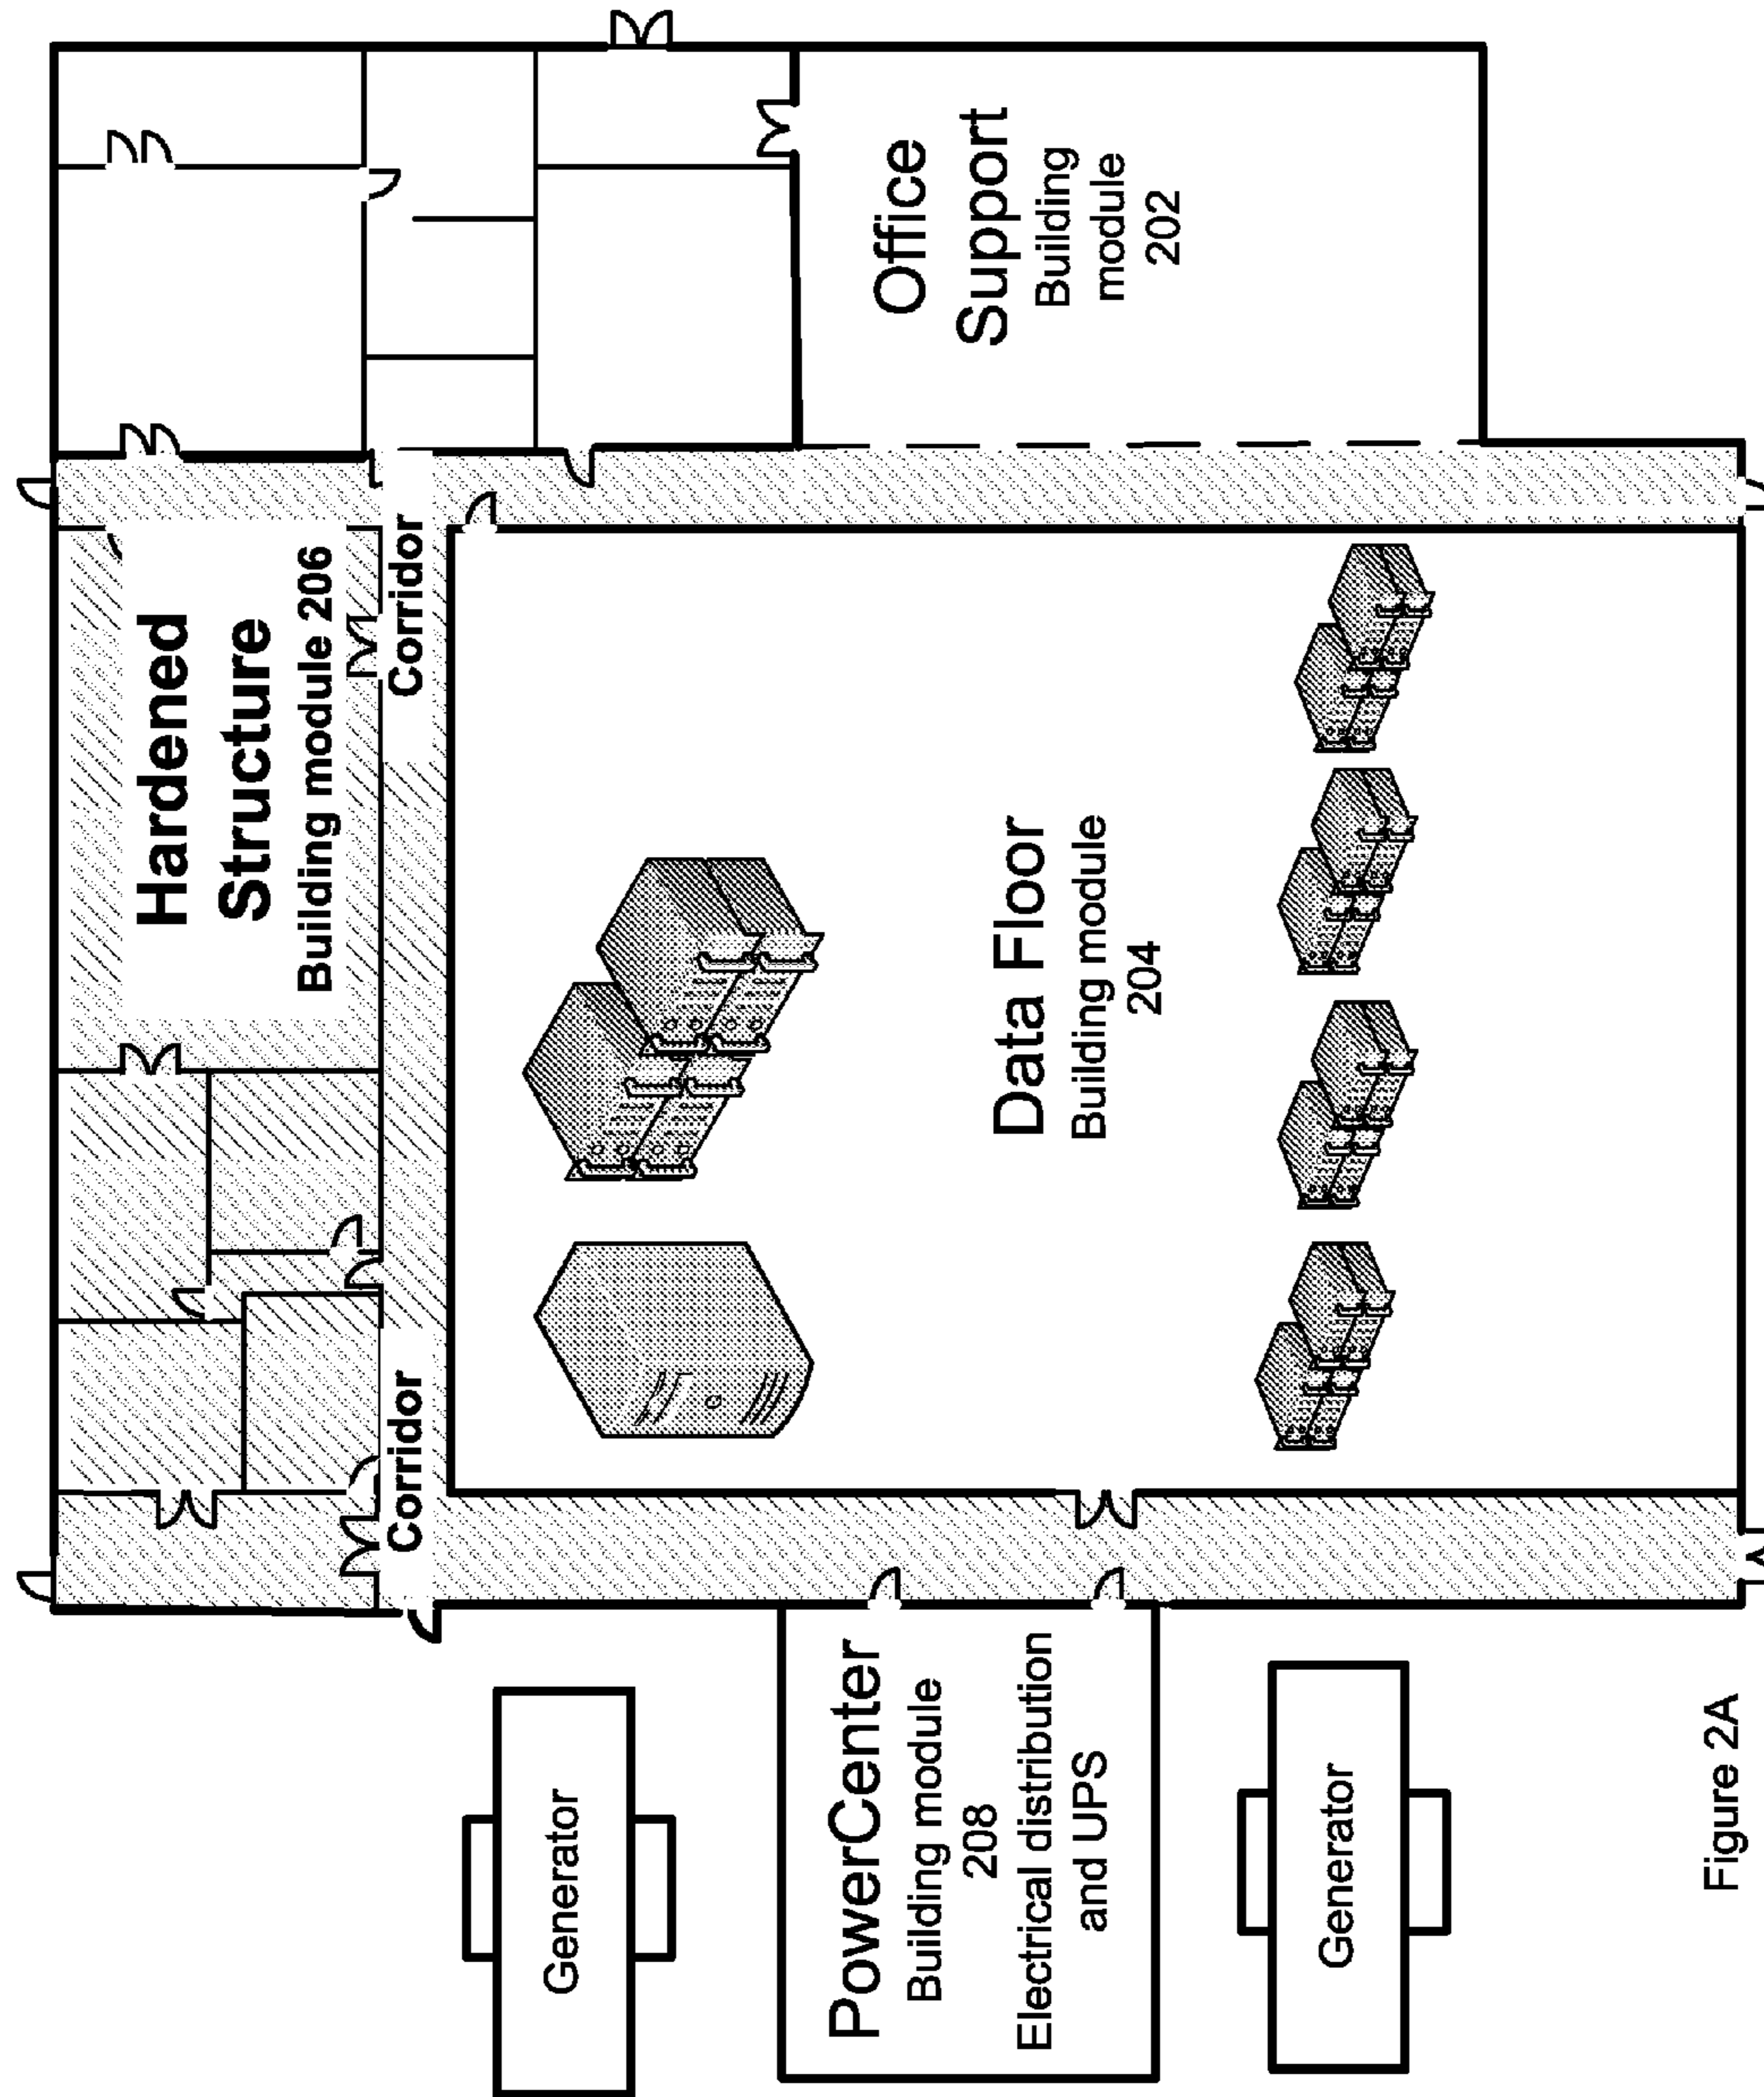 Hardened
Structure
Building module 206
Corridor
Corridor
Office
Support
Building
module
202
Data Floor
Building module
204
Generator
PowerCenter
Building module
208
Electrical distribution
and UPS
Generator
Figure 2A